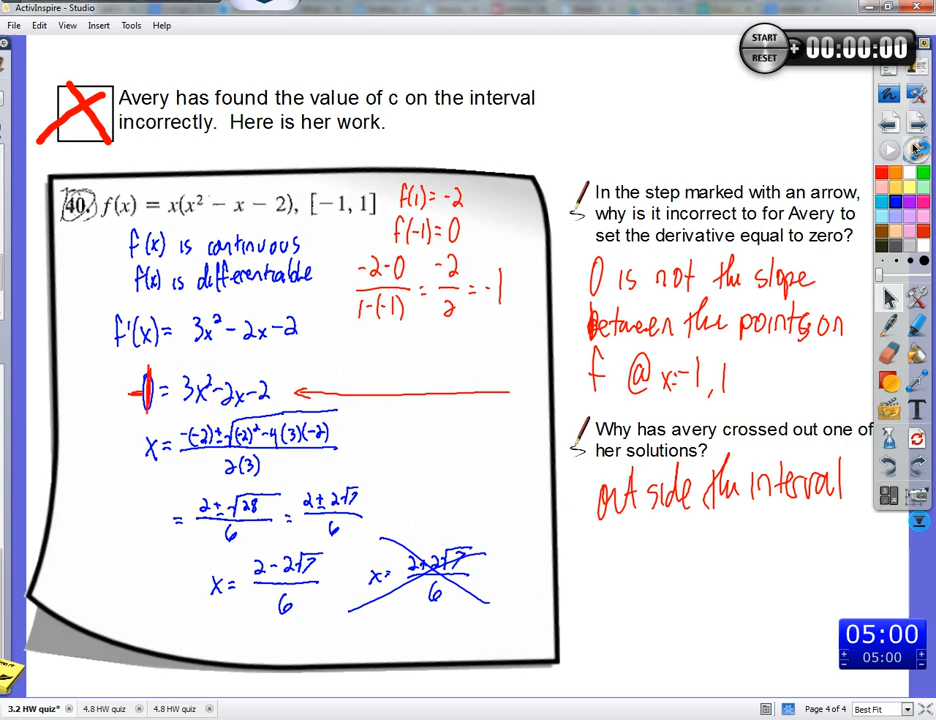 ActivInspire - Studio
File Edit View Insert Tools
START
RESET
+ 00:00:00
Avery has found the value of c on the interval
incorrectly. Here is her work.
40. f(x) = x(x² − x − 2), [−1, 1]
f(x) is continuous
f(x) is differentiable
f(1) = -2
f(-1) = 0
-2-0/1-(-1) = -2/2 = -1
f'(x) = 3x² - 2x - 2
= 3x² - 2x - 2
x = -(-2) ± √(-2)² - 4(3)(-2) / 2(3)
= 2 ± √28 / 6 = 2 ± 2√7 / 6
x = 2 - 2√7 / 6
x = 2 + 2√7 / 6
In the step marked with an arrow,
why is it incorrect to for Avery to
set the derivative equal to zero?
0 is not the slope
between the points on
f @ x=-1, 1
Why has avery crossed out one of
her solutions?
outside the interval
T
05:00
05:00
3.2 HW quiz* 4.8 HW quiz 4.8 HW quiz
Page 4 of 4 Best Fit